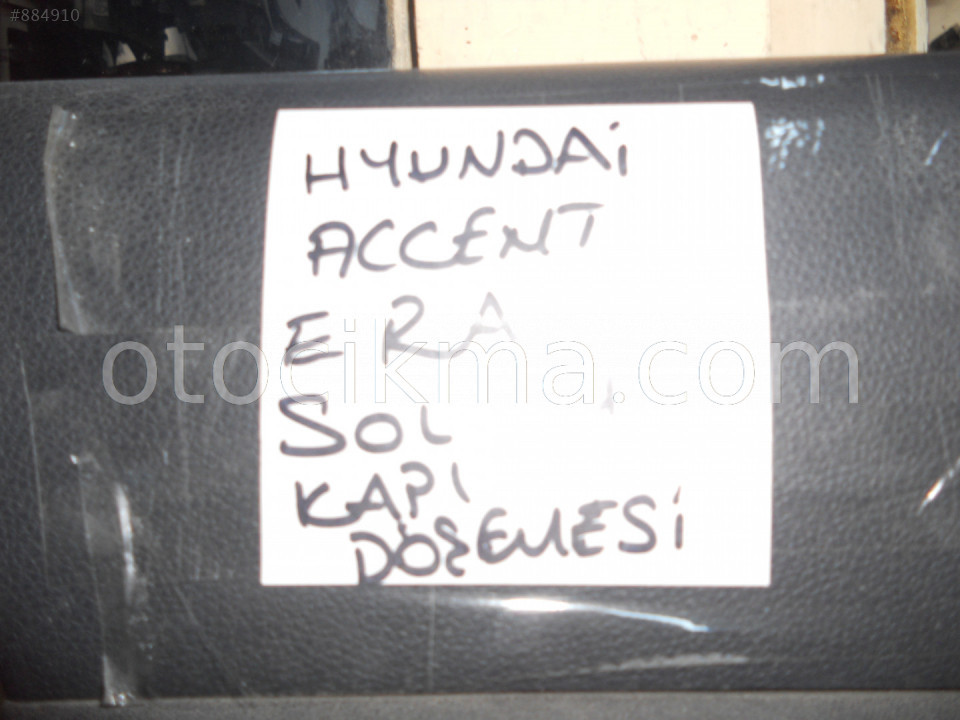 #884910
HYUNDAi
ACCENT
ERA
otocikma.com
SOL
KAPI
DÖŞEMESİ